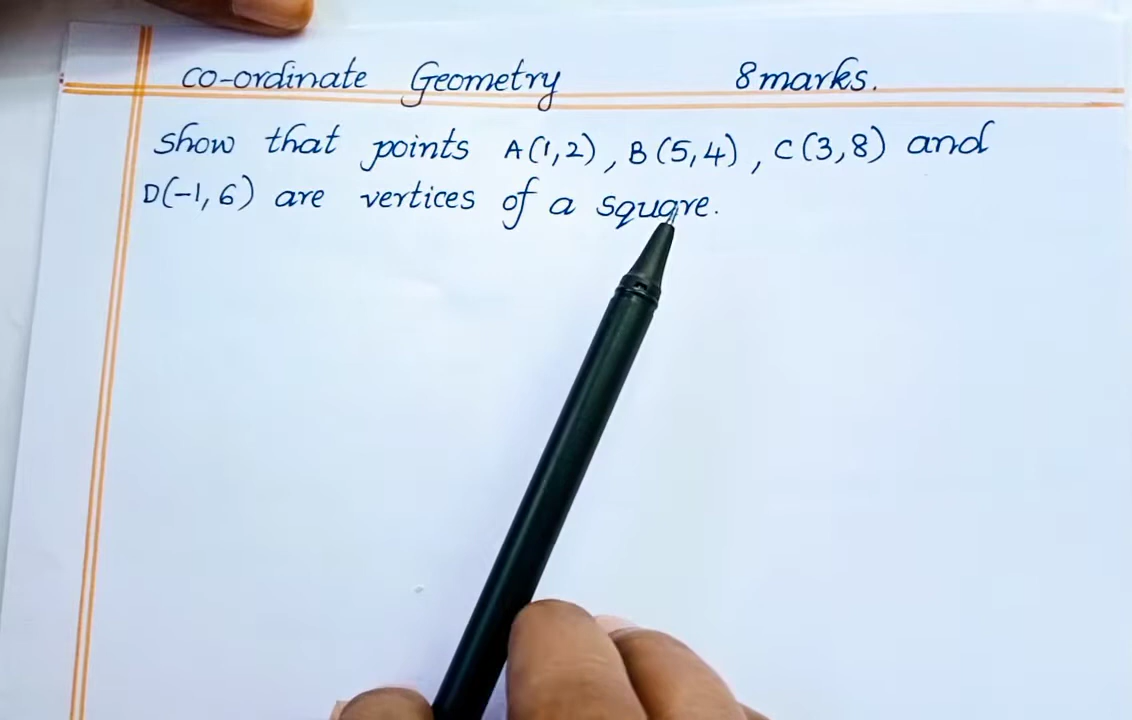 co-ordinate Geometry 8marks.
show that points A(1,2), B(5,4), C(3,8) and
D(-1,6) are vertices of a square.